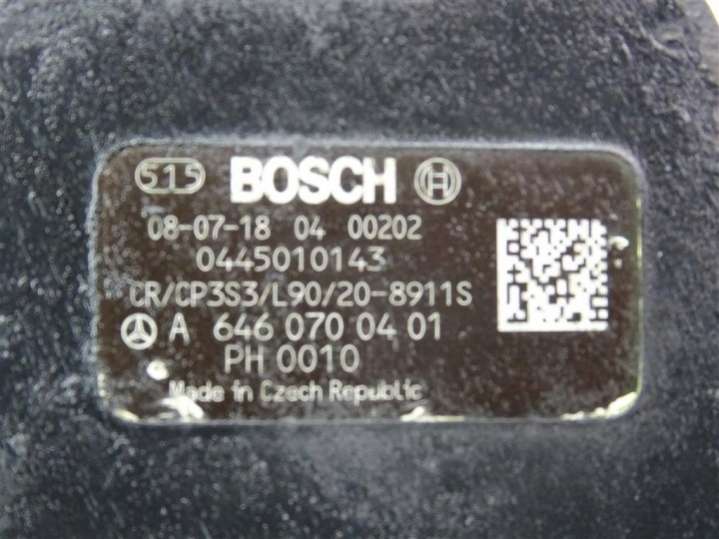 515 BOSCH
08-07-18 04 00202
0445010143
CR/CP3S3/L90/20-8911S
A 646 070 04 01
PH 0010
Made in Czech Republic